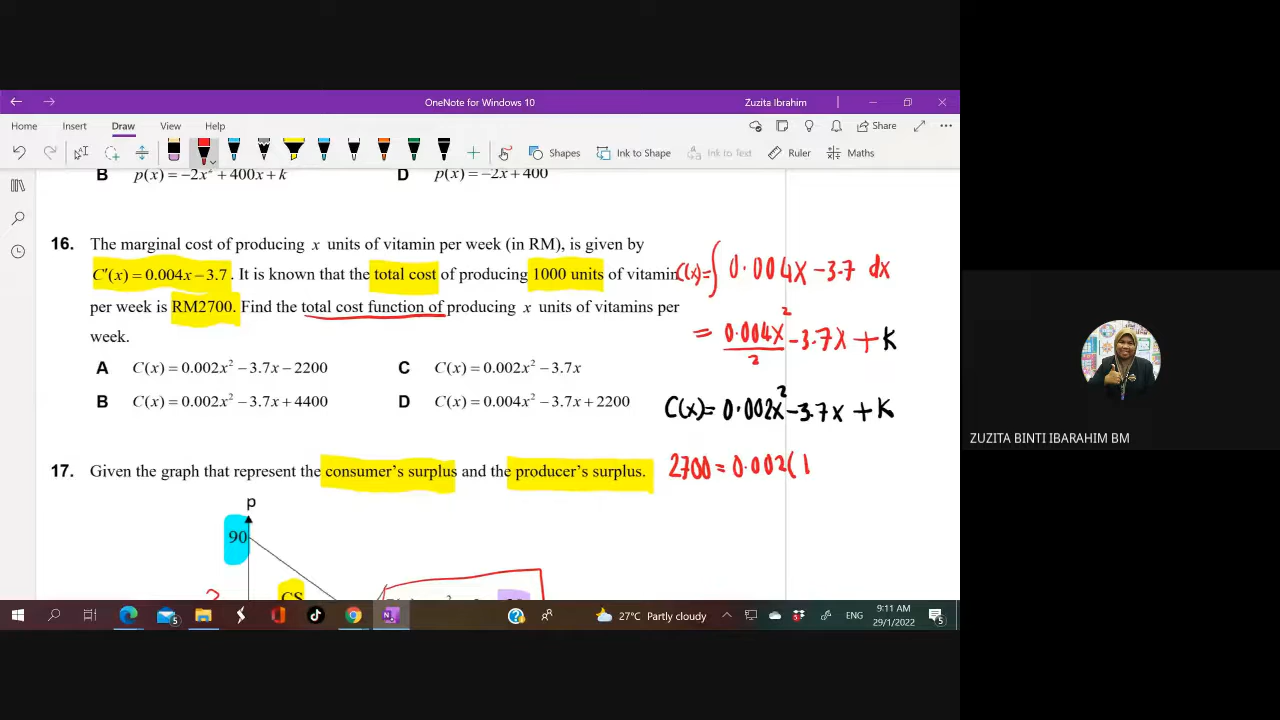 OneNote for Windows 10
Zuzita Ibrahim
Home Insert Draw View Help
Share
Shapes
Ink to Shape
Ink to Text
Ruler
Maths
B p(x) = −2x² + 400x + k
D p(x) = −2x + 400
16. The marginal cost of producing x units of vitamin per week (in RM), is given by
C′(x) = 0.004x − 3.7. It is known that the total cost of producing 1000 units of vitamin
per week is RM2700. Find the total cost function of producing x units of vitamins per
week.
A C(x) = 0.002x² − 3.7x − 2200
C C(x) = 0.002x² − 3.7x
B C(x) = 0.002x² − 3.7x + 4400
D C(x) = 0.004x² − 3.7x + 2200
C(x) = ∫ 0.004x − 3.7 dx
= 0.004x²/2 − 3.7x + K
C(x) = 0.002x² − 3.7x + K
2700 = 0.002( 1
17. Given the graph that represent the consumer's surplus and the producer's surplus.
p
90
CS
ZUZITA BINTI IBARAHIM BM
5
27°C Partly cloudy
ENG
9:11 AM
29/1/2022
5